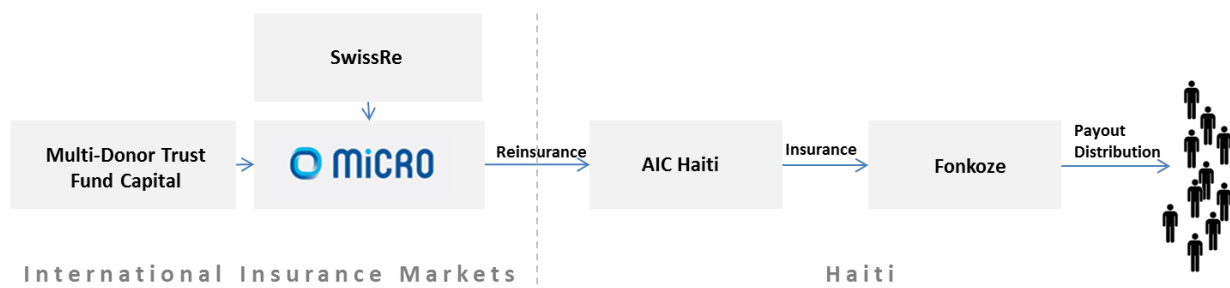 SwissRe
Multi-Donor Trust
Fund Capital
MiCRO
Reinsurance
AIC Haiti
Insurance
Fonkoze
Payout
Distribution
International Insurance Markets
Haiti